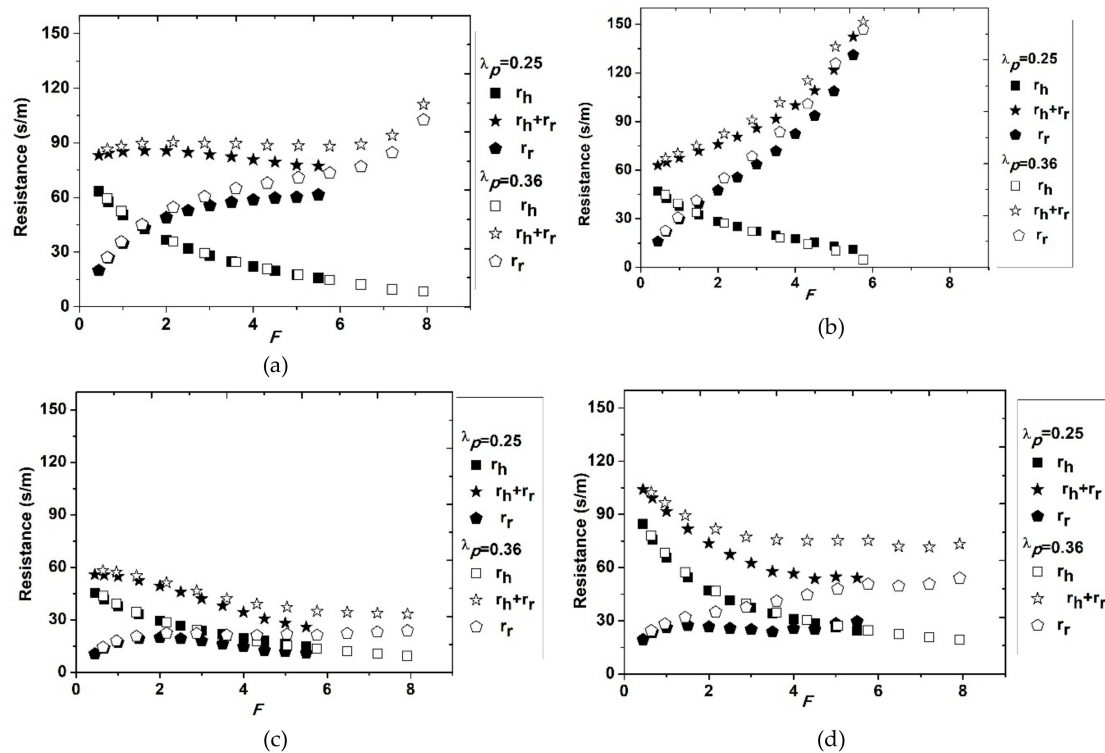 150
120
90
60
30
0
Resistance (s/m)
0 2 4 6 8
F
λp=0.25
rh
rh+rr
rr
λp=0.36
rh
rh+rr
rr
(a)
150
120
90
60
30
0
Resistance (s/m)
0 2 4 6 8
F
λp=0.25
rh
rh+rr
rr
λp=0.36
rh
rh+rr
rr
(b)
150
120
90
60
30
0
Resistance (s/m)
0 2 4 6 8
F
λp=0.25
rh
rh+rr
rr
λp=0.36
rh
rh+rr
rr
(c)
150
120
90
60
30
0
Resistance (s/m)
0 2 4 6 8
F
λp=0.25
rh
rh+rr
rr
λp=0.36
rh
rh+rr
rr
(d)